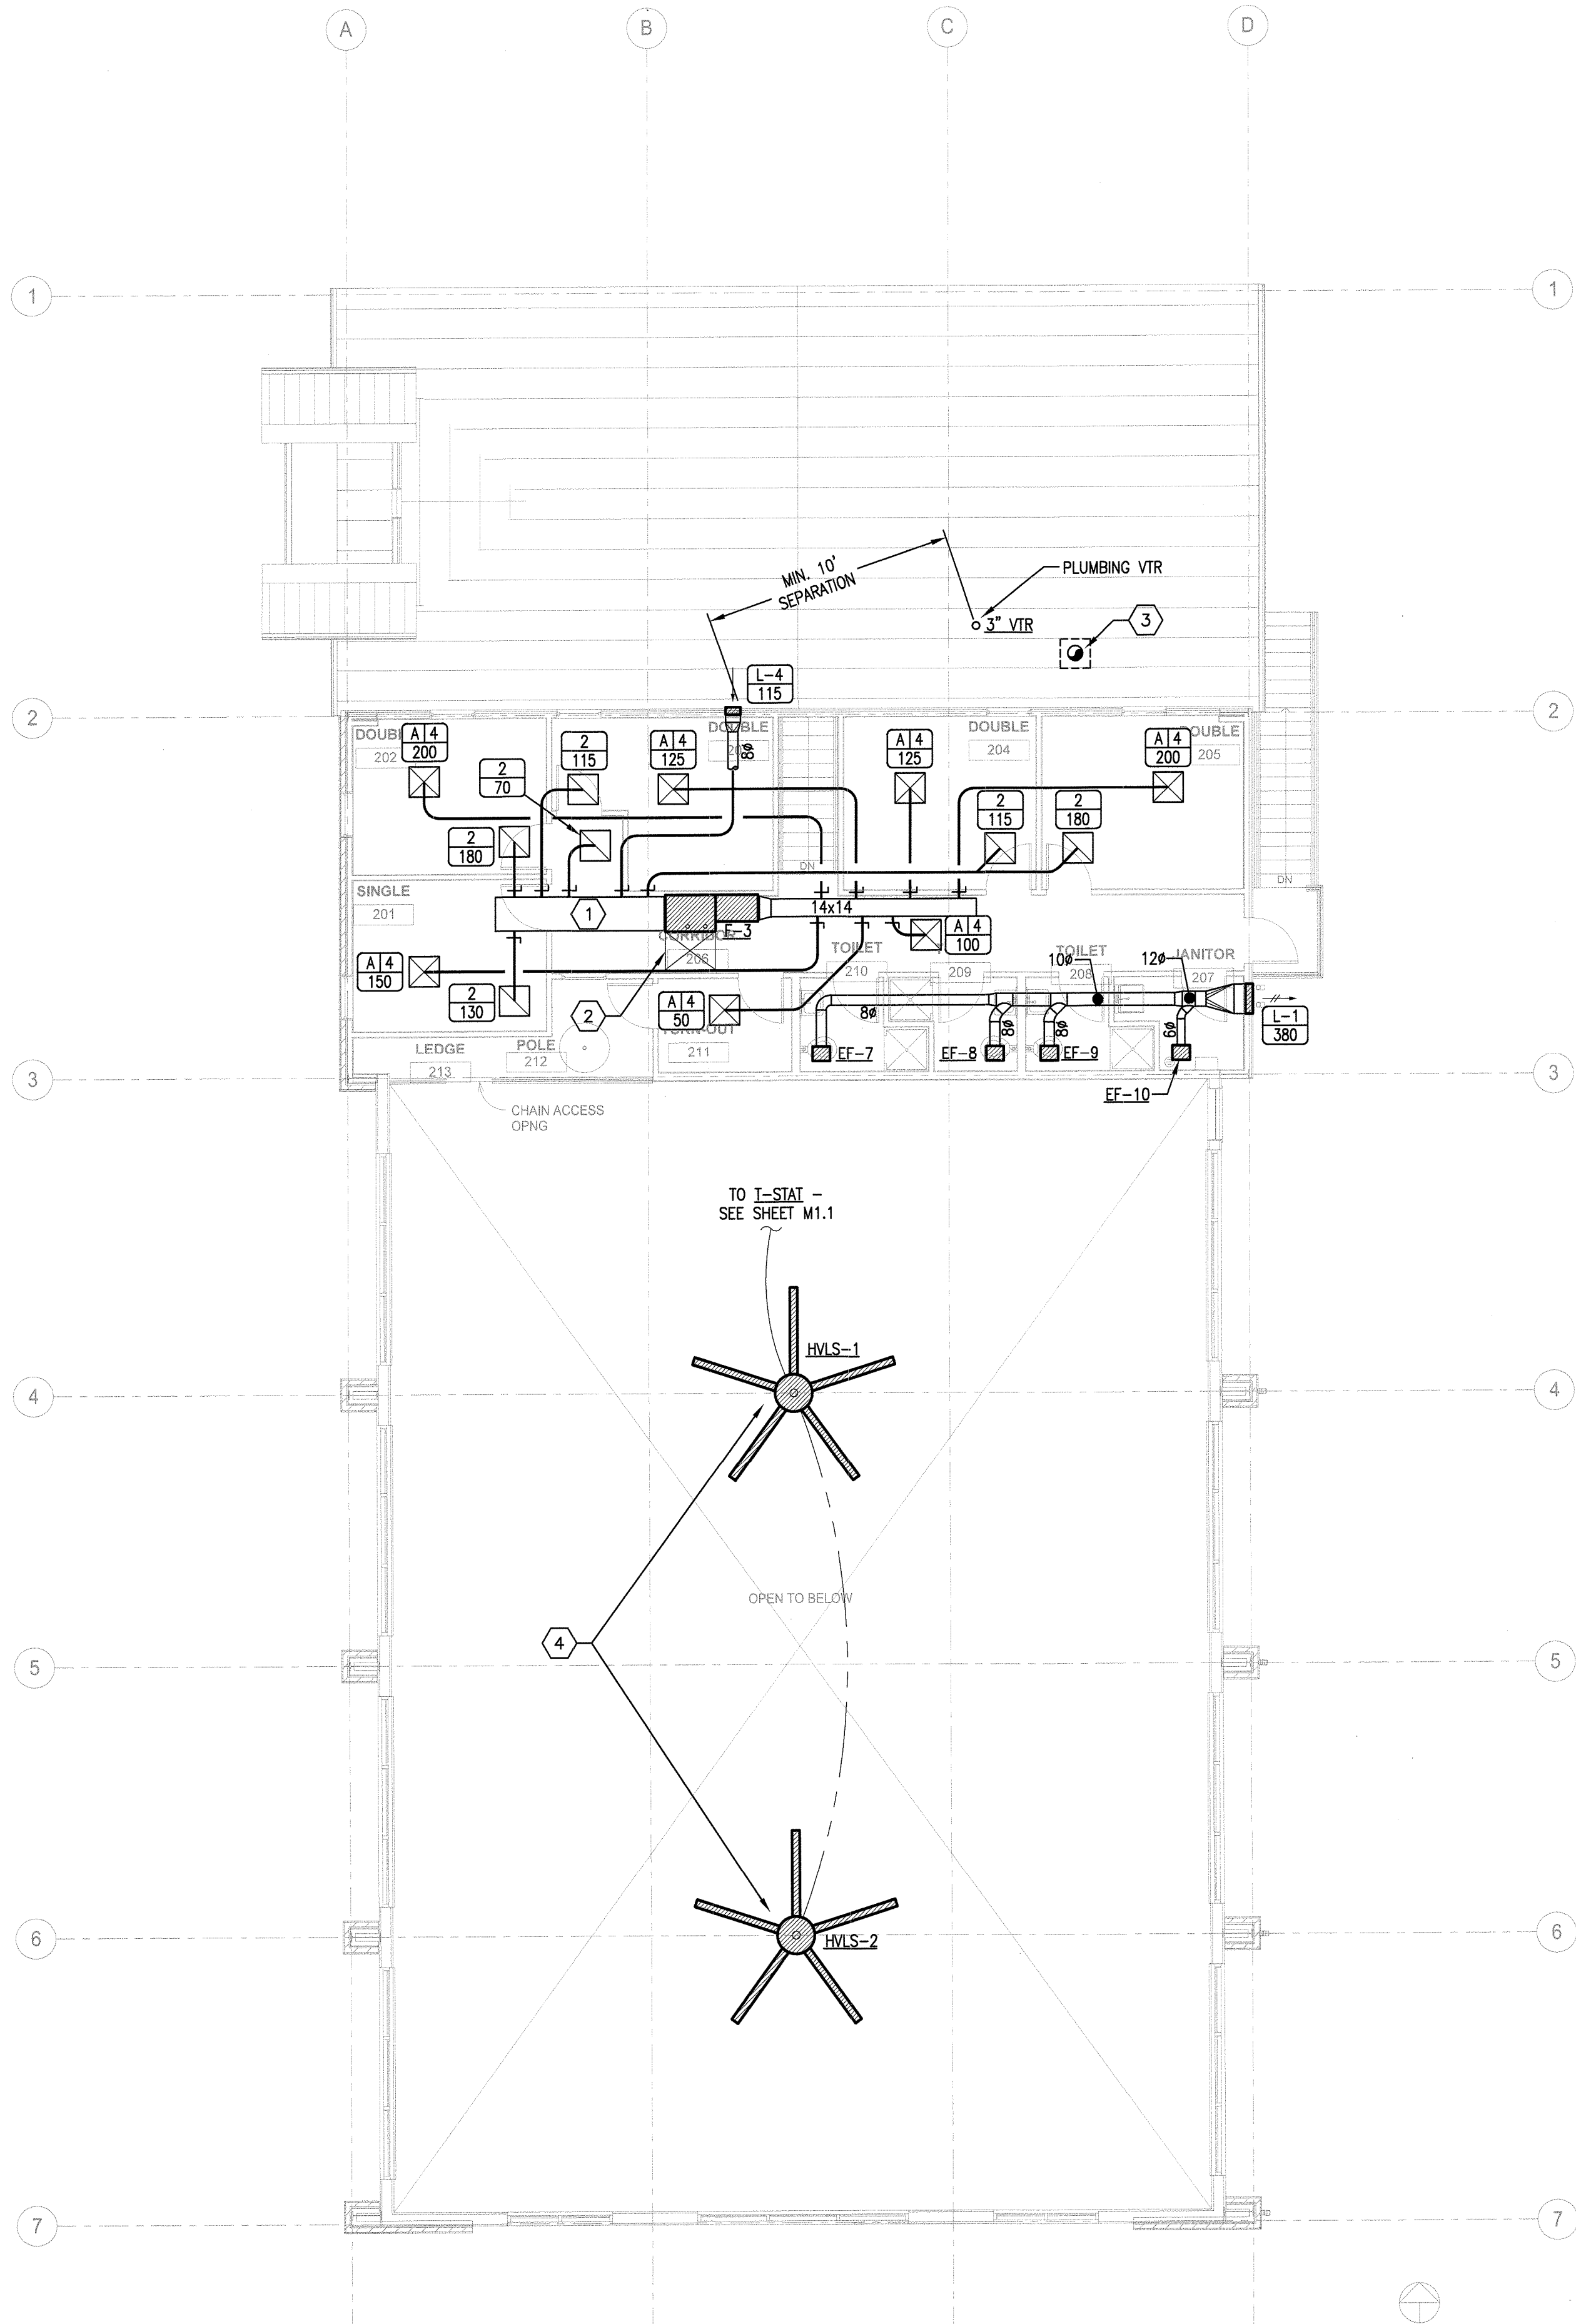 A B C D
1 1
MIN. 10'
SEPARATION
PLUMBING VTR
3" VTR
3
L-4
115
2 2
DOUBLE
202
A 4
200
2
115
2
70
A 4
125
DOUBLE
8ø
A 4
125
DOUBLE
204
A 4
200
DOUBLE
205
2
180
2
115
2
180
DN
DN
SINGLE
201
1
14x14
F-3
CORRIDOR
206
A 4
100
A 4
150
2
130
2
A 4
50
TURN-OUT
211
TOILET
210
209
TOILET
208
10ø
12ø
JANITOR
207
8ø
8ø
8ø
6ø
L-1
380
EF-7
EF-8
EF-9
EF-10
LEDGE
213
POLE
212
3 3
CHAIN ACCESS
OPNG
TO T-STAT -
SEE SHEET M1.1
HVLS-1
4 4
OPEN TO BELOW
4
5 5
6 6
HVLS-2
7 7